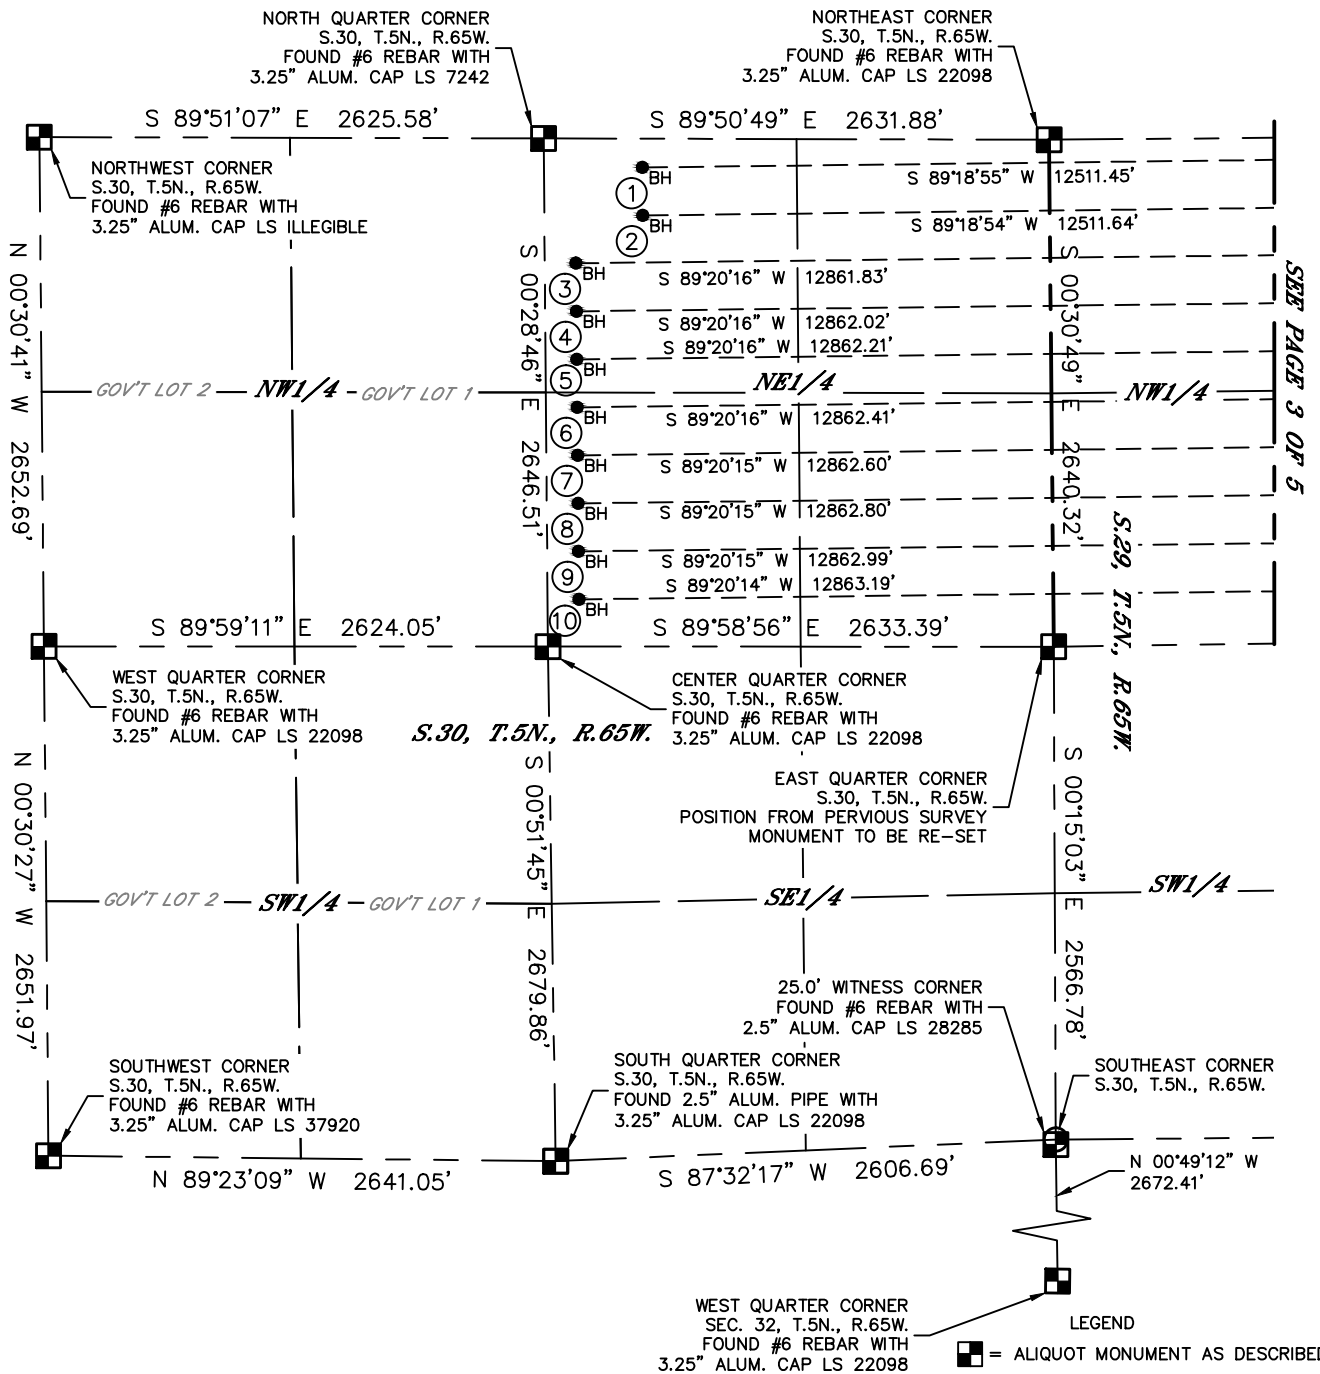 NORTH QUARTER CORNER
S.30, T.5N., R.65W.
FOUND #6 REBAR WITH
3.25" ALUM. CAP LS 7242
NORTHEAST CORNER
S.30, T.5N., R.65W.
FOUND #6 REBAR WITH
3.25" ALUM. CAP LS 22098
S 89°51'07" E 2625.58'
S 89°50'49" E 2631.88'
NORTHWEST CORNER
S.30, T.5N., R.65W.
FOUND #6 REBAR WITH
3.25" ALUM. CAP LS ILLEGIBLE
BH
1
S 89°18'55" W 12511.45'
BH
2
S 89°18'54" W 12511.64'
BH
3
S 89°20'16" W 12861.83'
BH
4
S 89°20'16" W 12862.02'
BH
5
S 89°20'16" W 12862.21'
BH
6
S 89°20'16" W 12862.41'
BH
7
S 89°20'15" W 12862.60'
BH
8
S 89°20'15" W 12862.80'
BH
9
S 89°20'15" W 12862.99'
BH
10
S 89°20'14" W 12863.19'
N 00°30'41" W 2652.69'
S 00°28'46" E 2646.51'
S 00°30'49" E 2640.32'
SEE PAGE 3 OF 5
GOV'T LOT 2
NW1/4
GOV'T LOT 1
NE1/4
NW1/4
S.29, T.5N, R.65W.
S 89°59'11" E 2624.05'
S 89°58'56" E 2633.39'
WEST QUARTER CORNER
S.30, T.5N., R.65W.
FOUND #6 REBAR WITH
3.25" ALUM. CAP LS 22098
S.30, T.5N., R.65W.
CENTER QUARTER CORNER
S.30, T.5N., R.65W.
FOUND #6 REBAR WITH
3.25" ALUM. CAP LS 22098
EAST QUARTER CORNER
S.30, T.5N., R.65W.
POSITION FROM PERVIOUS SURVEY
MONUMENT TO BE RE-SET
N 00°30'27" W 2651.97'
S 00°51'45" E 2679.86'
S 00°15'03" E 2566.78'
GOV'T LOT 2
SW1/4
GOV'T LOT 1
SE1/4
SW1/4
25.0' WITNESS CORNER
FOUND #6 REBAR WITH
2.5" ALUM. CAP LS 28285
SOUTHWEST CORNER
S.30, T.5N., R.65W.
FOUND #6 REBAR WITH
3.25" ALUM. CAP LS 37920
SOUTH QUARTER CORNER
S.30, T.5N., R.65W.
FOUND 2.5" ALUM. PIPE WITH
3.25" ALUM. CAP LS 22098
SOUTHEAST CORNER
S.30, T.5N., R.65W.
N 89°23'09" W 2641.05'
S 87°32'17" W 2606.69'
N 00°49'12" W
2672.41'
WEST QUARTER CORNER
SEC. 32, T.5N., R.65W.
FOUND #6 REBAR WITH
3.25" ALUM. CAP LS 22098
LEGEND
= ALIQUOT MONUMENT AS DESCRIBED